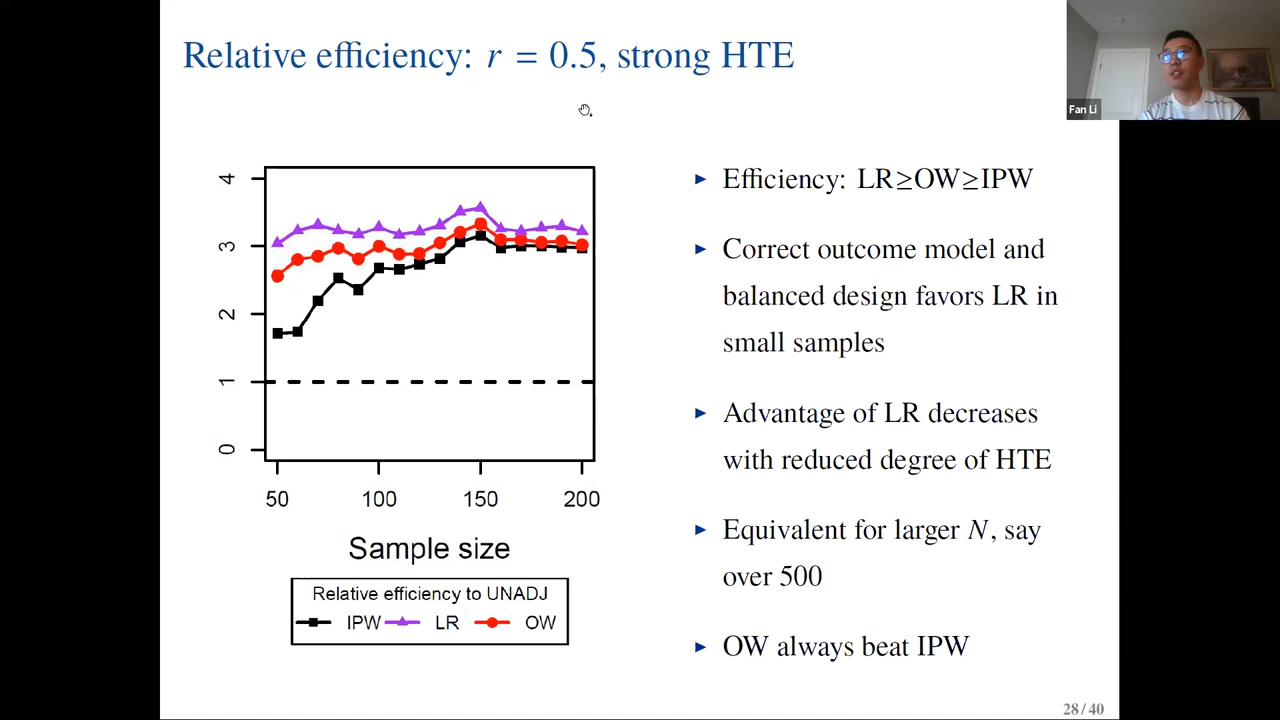 Relative efficiency: r = 0.5, strong HTE
Fan Li
4
3
2
1
0
50 100 150 200
Sample size
Relative efficiency to UNADJ
IPW LR OW
▸ Efficiency: LR≥OW≥IPW
▸ Correct outcome model and
balanced design favors LR in
small samples
▸ Advantage of LR decreases
with reduced degree of HTE
▸ Equivalent for larger N, say
over 500
▸ OW always beat IPW
28/40